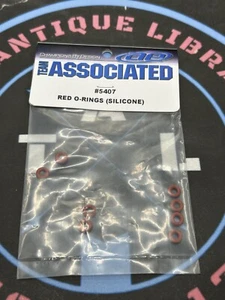 ANTIQUE LIBRA
TEAM
ASSOCIATED
#5407
RED O-RINGS (SILICONE)